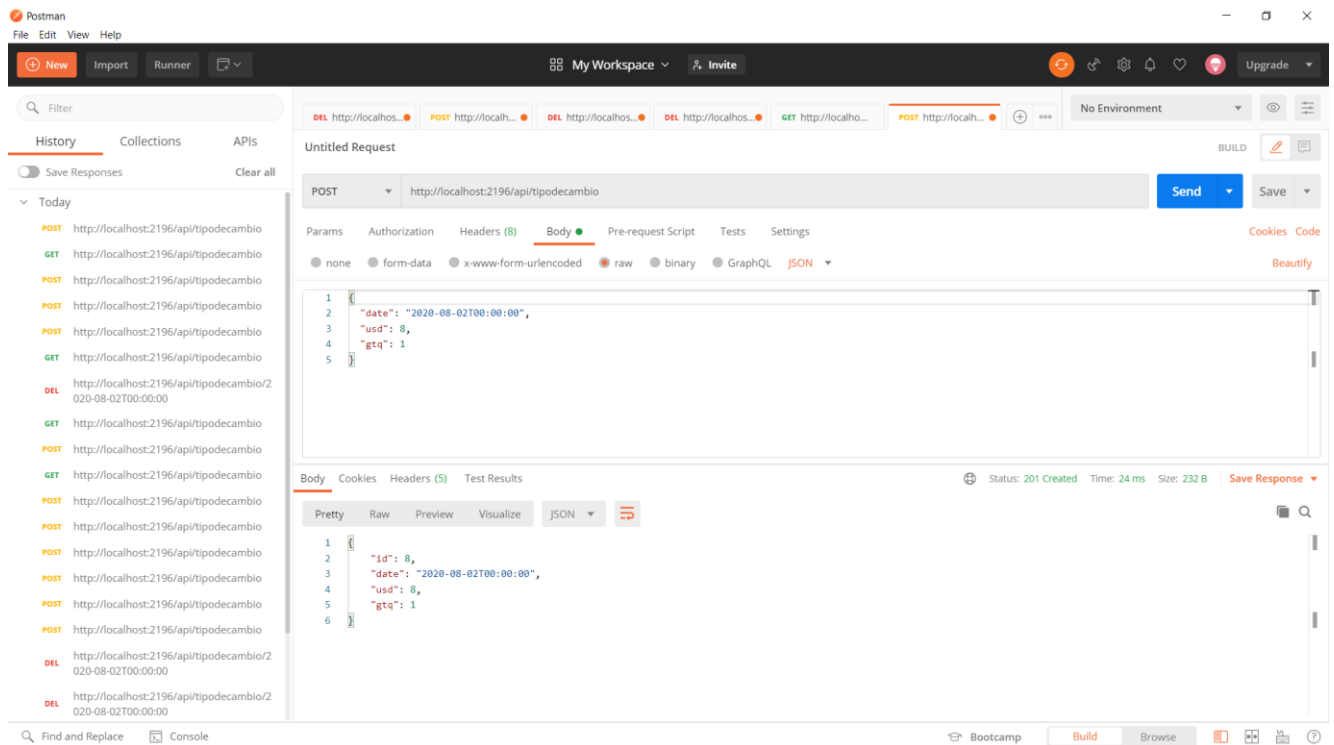 Postman
File Edit View Help
New Import Runner My Workspace Invite Upgrade
Filter
History Collections APIs
Save Responses Clear all
Today
POST http://localhost:2196/api/tipodecambio
GET http://localhost:2196/api/tipodecambio
POST http://localhost:2196/api/tipodecambio
POST http://localhost:2196/api/tipodecambio
POST http://localhost:2196/api/tipodecambio
GET http://localhost:2196/api/tipodecambio
DEL http://localhost:2196/api/tipodecambio/2
020-08-02T00:00:00
GET http://localhost:2196/api/tipodecambio
POST http://localhost:2196/api/tipodecambio
GET http://localhost:2196/api/tipodecambio
POST http://localhost:2196/api/tipodecambio
POST http://localhost:2196/api/tipodecambio
POST http://localhost:2196/api/tipodecambio
POST http://localhost:2196/api/tipodecambio
POST http://localhost:2196/api/tipodecambio
POST http://localhost:2196/api/tipodecambio
DEL http://localhost:2196/api/tipodecambio/2
020-08-02T00:00:00
DEL http://localhost:2196/api/tipodecambio/2
020-08-02T00:00:00
DEL http://localhos... POST http://localh... DEL http://localhos... DEL http://localhos... GET http://localho... POST http://localh... No Environment
Untitled Request BUILD
POST http://localhost:2196/api/tipodecambio Send Save
Params Authorization Headers (8) Body Pre-request Script Tests Settings Cookies Code
none form-data x-www-form-urlencoded raw binary GraphQL JSON Beautify
1 {
2 "date": "2020-08-02T00:00:00",
3 "usd": 8,
4 "gtq": 1
5 }
Body Cookies Headers (5) Test Results Status: 201 Created Time: 24 ms Size: 232 B Save Response
Pretty Raw Preview Visualize JSON
1 {
2 "id": 8,
3 "date": "2020-08-02T00:00:00",
4 "usd": 8,
5 "gtq": 1
6 }
Find and Replace Console Bootcamp Build Browse